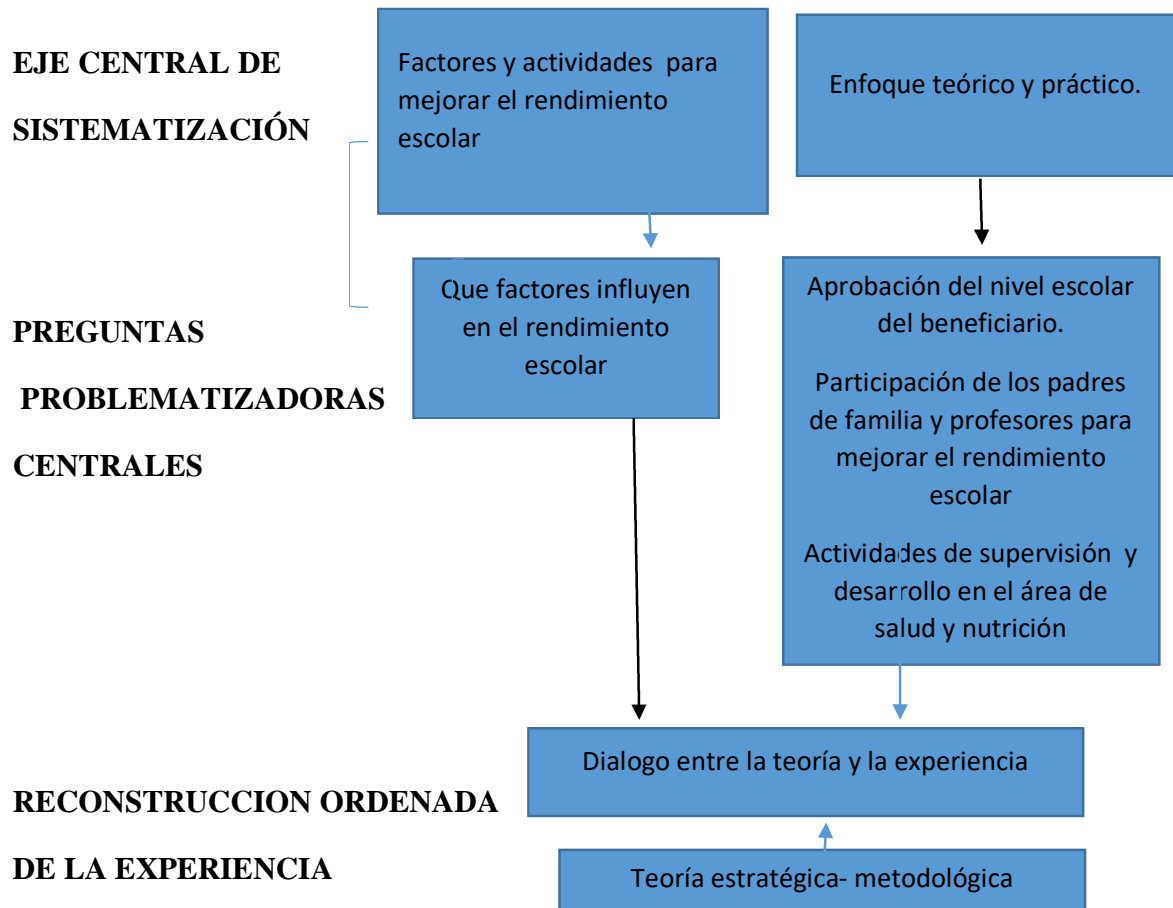 EJE CENTRAL DE
SISTEMATIZACIÓN
Factores y actividades para
mejorar el rendimiento
escolar
Enfoque teórico y práctico.
PREGUNTAS
PROBLEMATIZADORAS
CENTRALES
Que factores influyen
en el rendimiento
escolar
Aprobación del nivel escolar
del beneficiario.
Participación de los padres
de familia y profesores para
mejorar el rendimiento
escolar
Actividades de supervisión y
desarrollo en el área de
salud y nutrición
RECONSTRUCCION ORDENADA
DE LA EXPERIENCIA
Dialogo entre la teoría y la experiencia
Teoría estratégica- metodológica